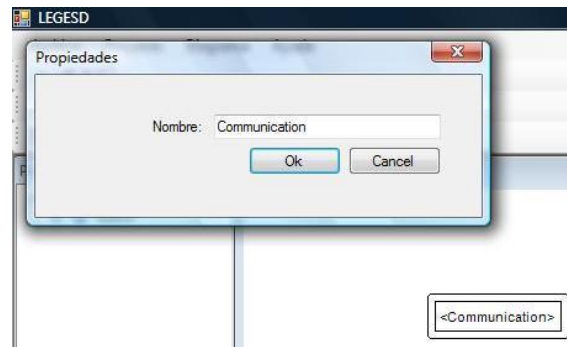 LEGESD
Propiedades
Nombre: Communication
Ok Cancel
<Communication>